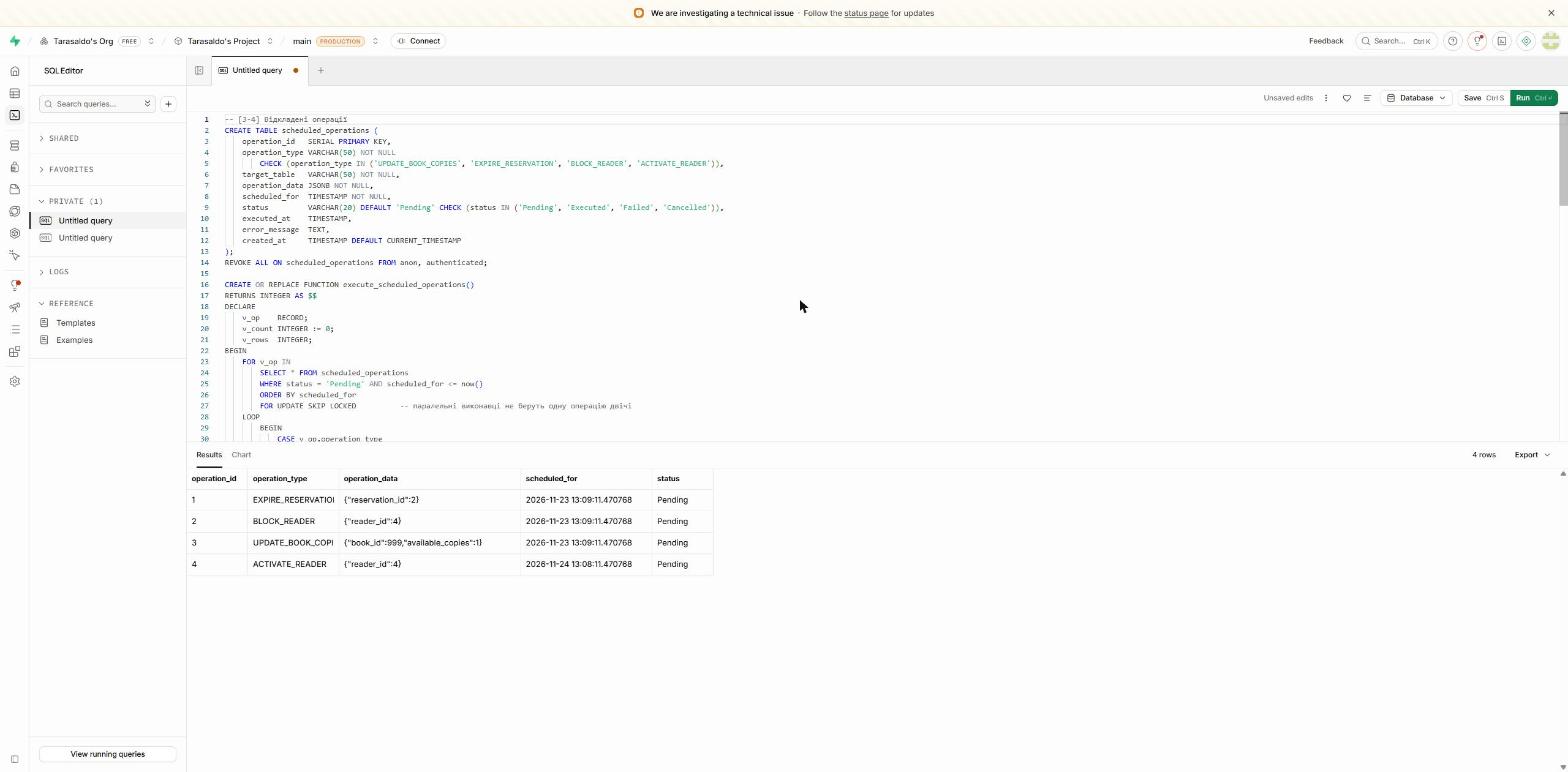 We are investigating a technical issue · Follow the status page for updates
Tarasaldo's Org FREE / Tarasaldo's Project / main PRODUCTION Connect
Feedback Search... Ctrl K
SQL Editor
Untitled query
Search queries...
Unsaved edits Database Save Ctrl S Run Ctrl ↵
SHARED
FAVORITES
PRIVATE (1)
SQL Untitled query
SQL Untitled query
LOGS
REFERENCE
Templates
Examples
View running queries
1 -- [3-4] Відкладені операції
2 CREATE TABLE scheduled_operations (
3 operation_id SERIAL PRIMARY KEY,
4 operation_type VARCHAR(50) NOT NULL
5 CHECK (operation_type IN ('UPDATE_BOOK_COPIES', 'EXPIRE_RESERVATION', 'BLOCK_READER', 'ACTIVATE_READER')),
6 target_table VARCHAR(50) NOT NULL,
7 operation_data JSONB NOT NULL,
8 scheduled_for TIMESTAMP NOT NULL,
9 status VARCHAR(20) DEFAULT 'Pending' CHECK (status IN ('Pending', 'Executed', 'Failed', 'Cancelled')),
10 executed_at TIMESTAMP,
11 error_message TEXT,
12 created_at TIMESTAMP DEFAULT CURRENT_TIMESTAMP
13 );
14 REVOKE ALL ON scheduled_operations FROM anon, authenticated;
15
16 CREATE OR REPLACE FUNCTION execute_scheduled_operations()
17 RETURNS INTEGER AS $$
18 DECLARE
19 v_op RECORD;
20 v_count INTEGER := 0;
21 v_rows INTEGER;
22 BEGIN
23 FOR v_op IN
24 SELECT * FROM scheduled_operations
25 WHERE status = 'Pending' AND scheduled_for <= now()
26 ORDER BY scheduled_for
27 FOR UPDATE SKIP LOCKED -- паралельні виконавці не беруть одну операцію двічі
28 LOOP
29 BEGIN
30 CASE v_op.operation_type
Results Chart 4 rows Export
operation_id operation_type operation_data scheduled_for status
1 EXPIRE_RESERVATIO {"reservation_id":2} 2026-11-23 13:09:11.470768 Pending
2 BLOCK_READER {"reader_id":4} 2026-11-23 13:09:11.470768 Pending
3 UPDATE_BOOK_COPI {"book_id":999,"available_copies":1} 2026-11-23 13:09:11.470768 Pending
4 ACTIVATE_READER {"reader_id":4} 2026-11-24 13:08:11.470768 Pending